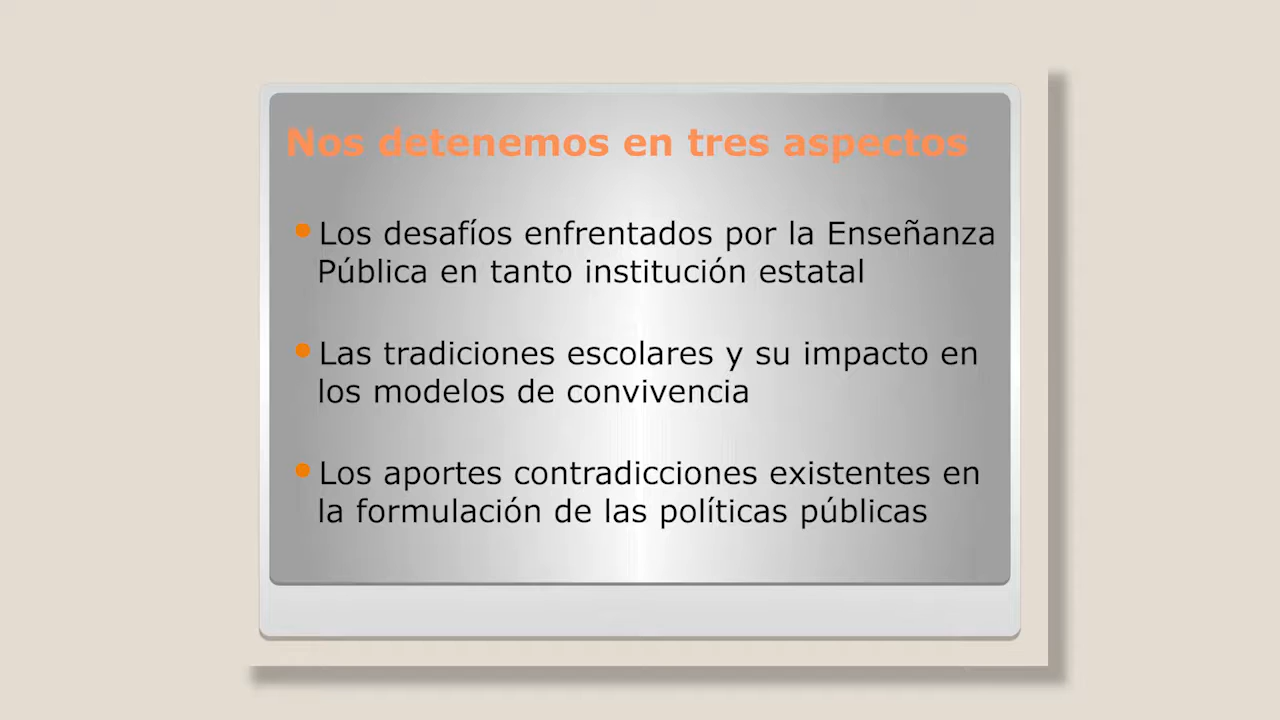 Nos detenemos en tres aspectos
Los desafíos enfrentados por la Enseñanza
Pública en tanto institución estatal
Las tradiciones escolares y su impacto en
los modelos de convivencia
Los aportes contradicciones existentes en
la formulación de las políticas públicas